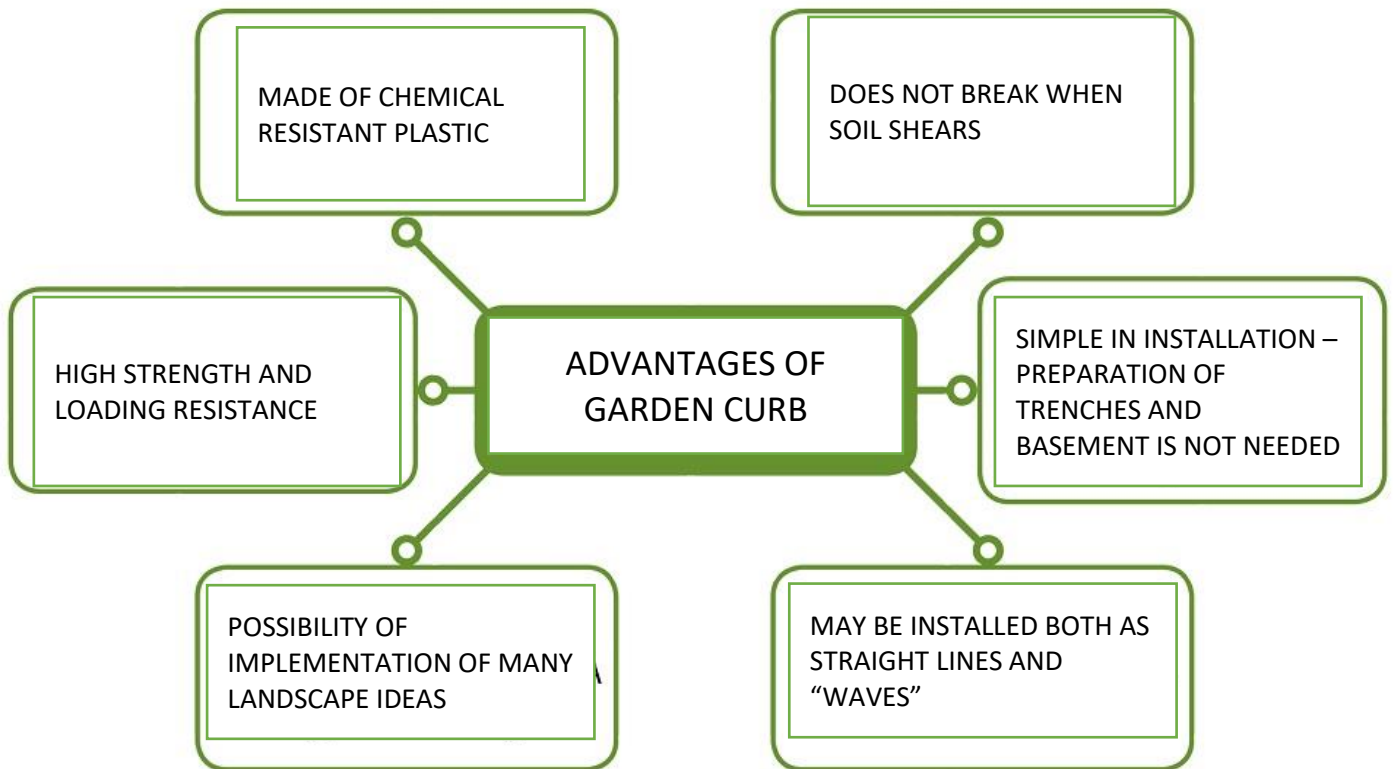 MADE OF CHEMICAL
RESISTANT PLASTIC
DOES NOT BREAK WHEN
SOIL SHEARS
HIGH STRENGTH AND
LOADING RESISTANCE
ADVANTAGES OF
GARDEN CURB
SIMPLE IN INSTALLATION –
PREPARATION OF
TRENCHES AND
BASEMENT IS NOT NEEDED
POSSIBILITY OF
IMPLEMENTATION OF MANY
LANDSCAPE IDEAS
MAY BE INSTALLED BOTH AS
STRAIGHT LINES AND
“WAVES”